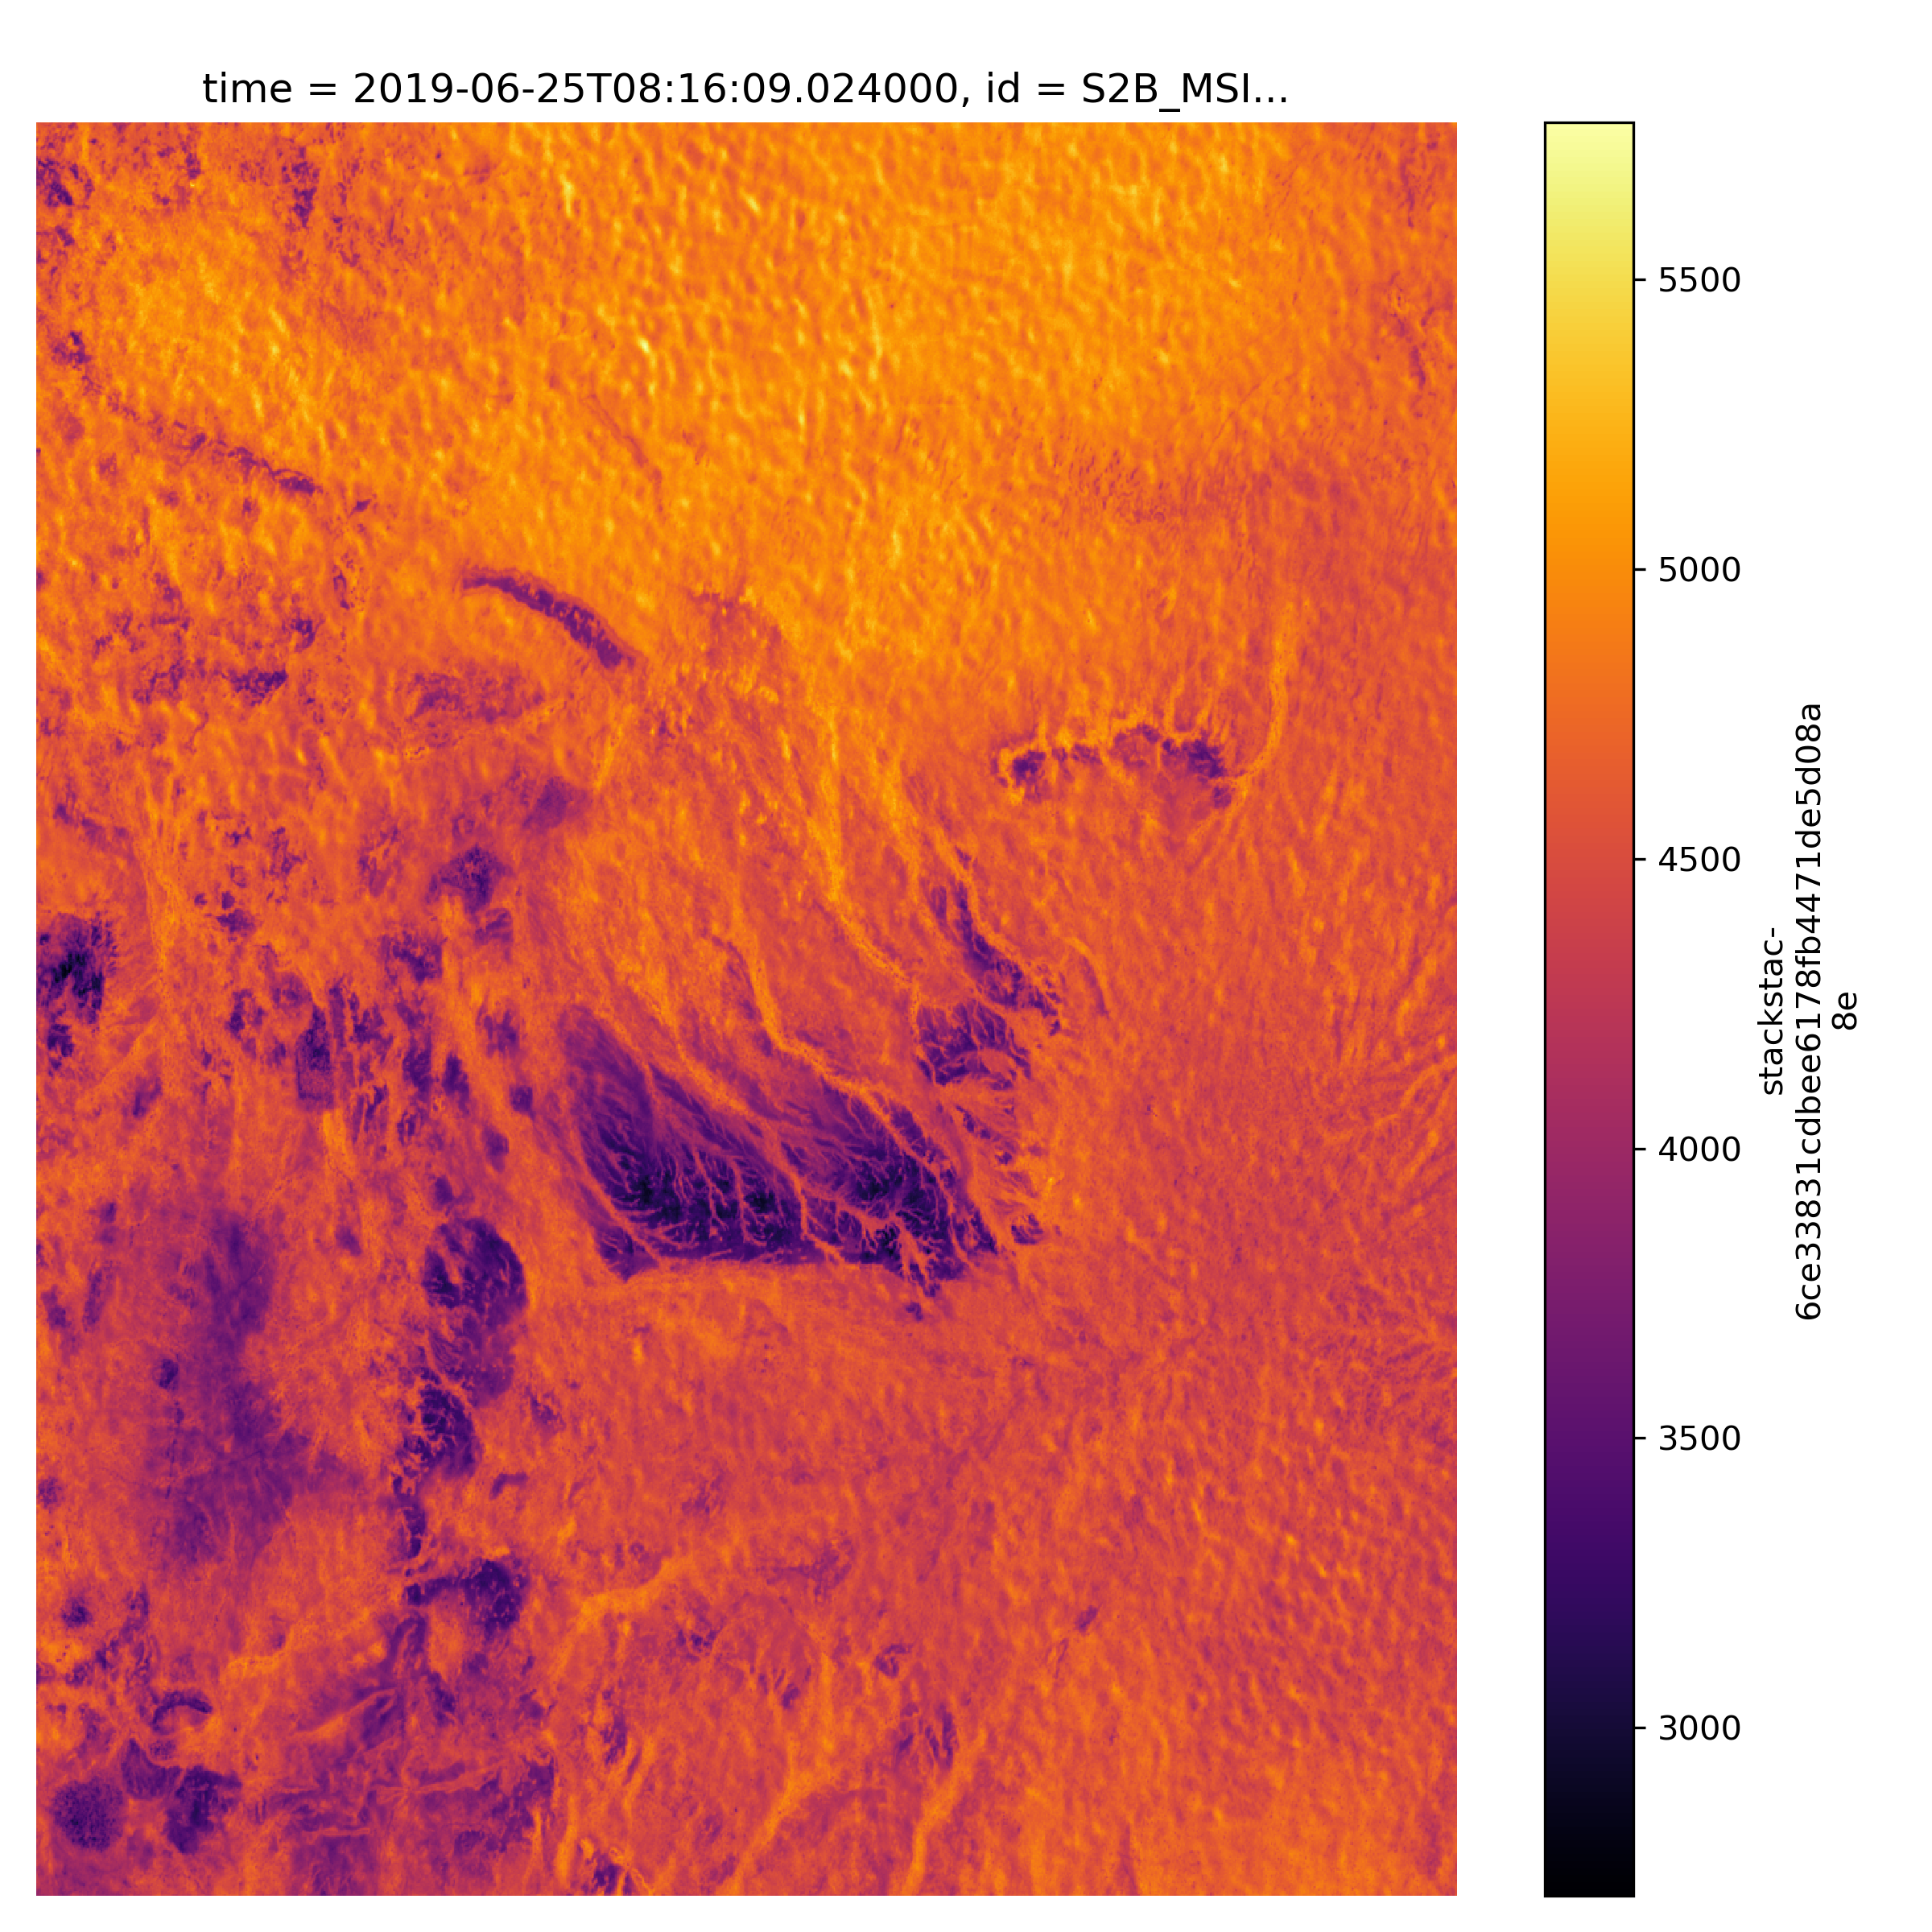 time = 2019-06-25T08:16:09.024000, id = S2B_MSI...
5500
5000
4500
4000
3500
3000
stackstac-
6ce33831cdbee6178fb4471de5d08a
8e